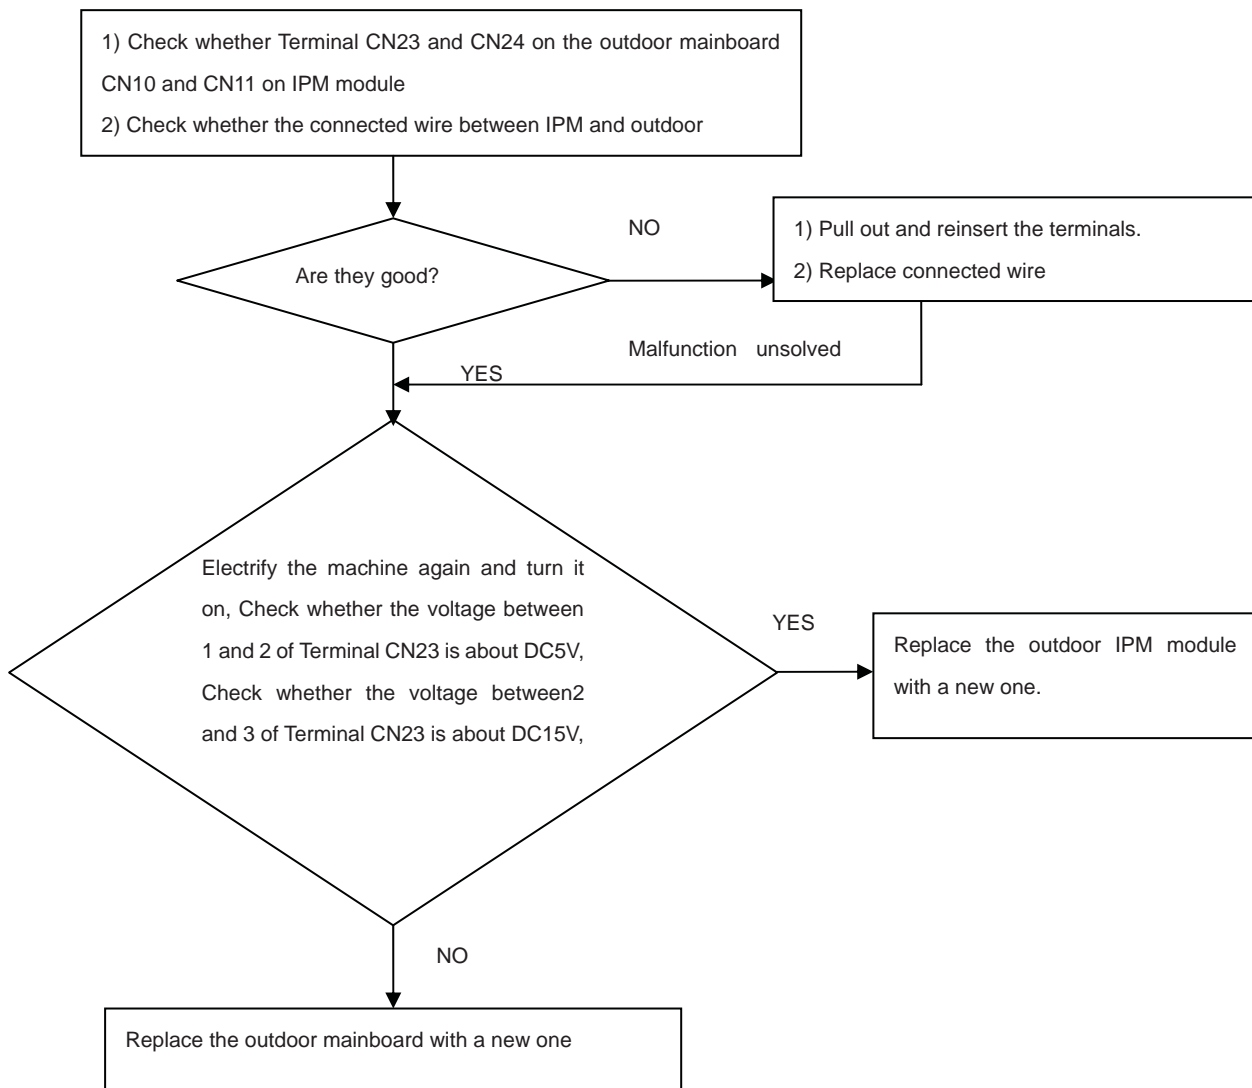 1) Check whether Terminal CN23 and CN24 on the outdoor mainboard
CN10 and CN11 on IPM module
2) Check whether the connected wire between IPM and outdoor
Are they good?
NO
1) Pull out and reinsert the terminals.
2) Replace connected wire
Malfunction unsolved
YES
Electrify the machine again and turn it
on, Check whether the voltage between
1 and 2 of Terminal CN23 is about DC5V,
Check whether the voltage between2
and 3 of Terminal CN23 is about DC15V,
YES
Replace the outdoor IPM module
with a new one.
NO
Replace the outdoor mainboard with a new one